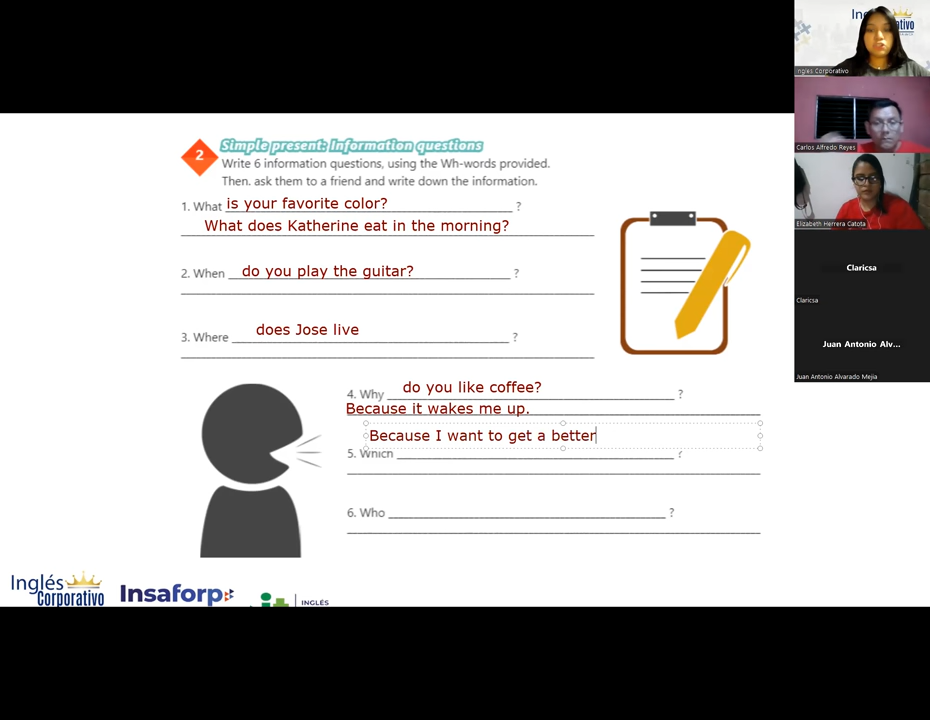 2
Simple present: Information questions
Write 6 information questions, using the Wh-words provided.
Then. ask them to a friend and write down the information.
1. What is your favorite color? ?
What does Katherine eat in the morning?
2. When do you play the guitar? ?
3. Where does Jose live ?
4. Why do you like coffee? ?
Because it wakes me up.
Because I want to get a better
5. Which ?
6. Who ?
Inglés
Corporativo
Insaforp
INGLÉS
Ingles Corporativo
Carlos Alfredo Reyes
Elizabeth Herrera Catota
Claricsa
Claricsa
Juan Antonio Alv...
Juan Antonio Alvarado Mejia